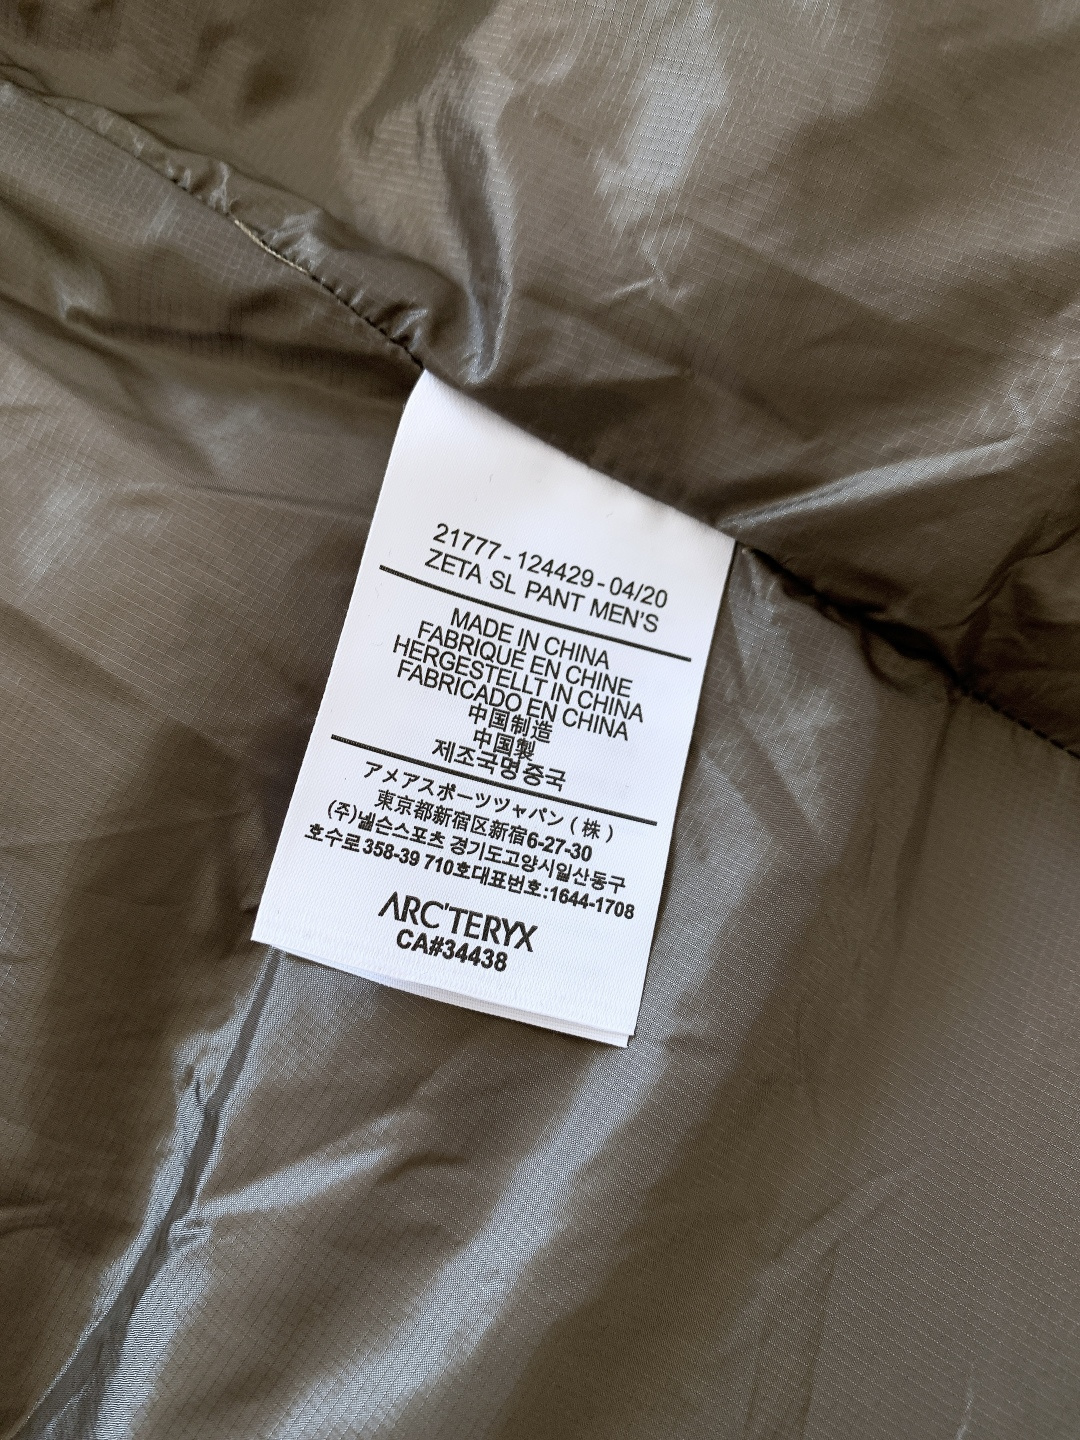 21777-124429-04/20
ZETA SL PANT MEN'S
MADE IN CHINA
FABRIQUE EN CHINE
HERGESTELLT IN CHINA
FABRICADO EN CHINA
中国制造
中国製
제조국명중국
アメアスポーツジャパン(株)
東京都新宿区新宿6-27-30
(주)넬슨스포츠 경기도고양시일산동구
호수로358-39 710호대표번호:1644-1708
ARC'TERYX
CA#34438